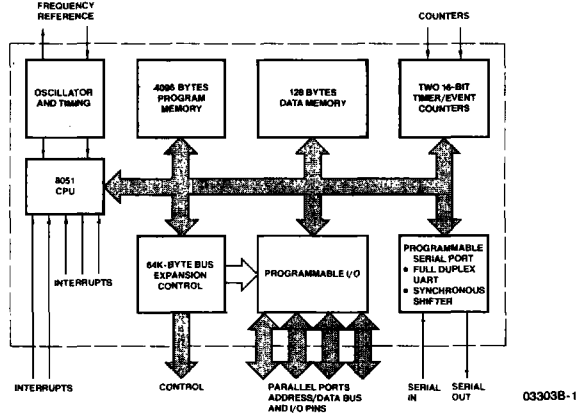 FREQUENCY
REFERENCE
COUNTERS
OSCILLATOR
AND TIMING
4096 BYTES
PROGRAM
MEMORY
128 BYTES
DATA MEMORY
TWO 16-BIT
TIMER/EVENT
COUNTERS
8051
CPU
64K-BYTE BUS
EXPANSION
CONTROL
PROGRAMMABLE I/O
PROGRAMMABLE
SERIAL PORT
• FULL DUPLEX
UART
• SYNCHRONOUS
SHIFTER
INTERRUPTS
INTERRUPTS
CONTROL
PARALLEL PORTS
ADDRESS/DATA BUS
AND I/O PINS
SERIAL
IN
SERIAL
OUT
03303B-1